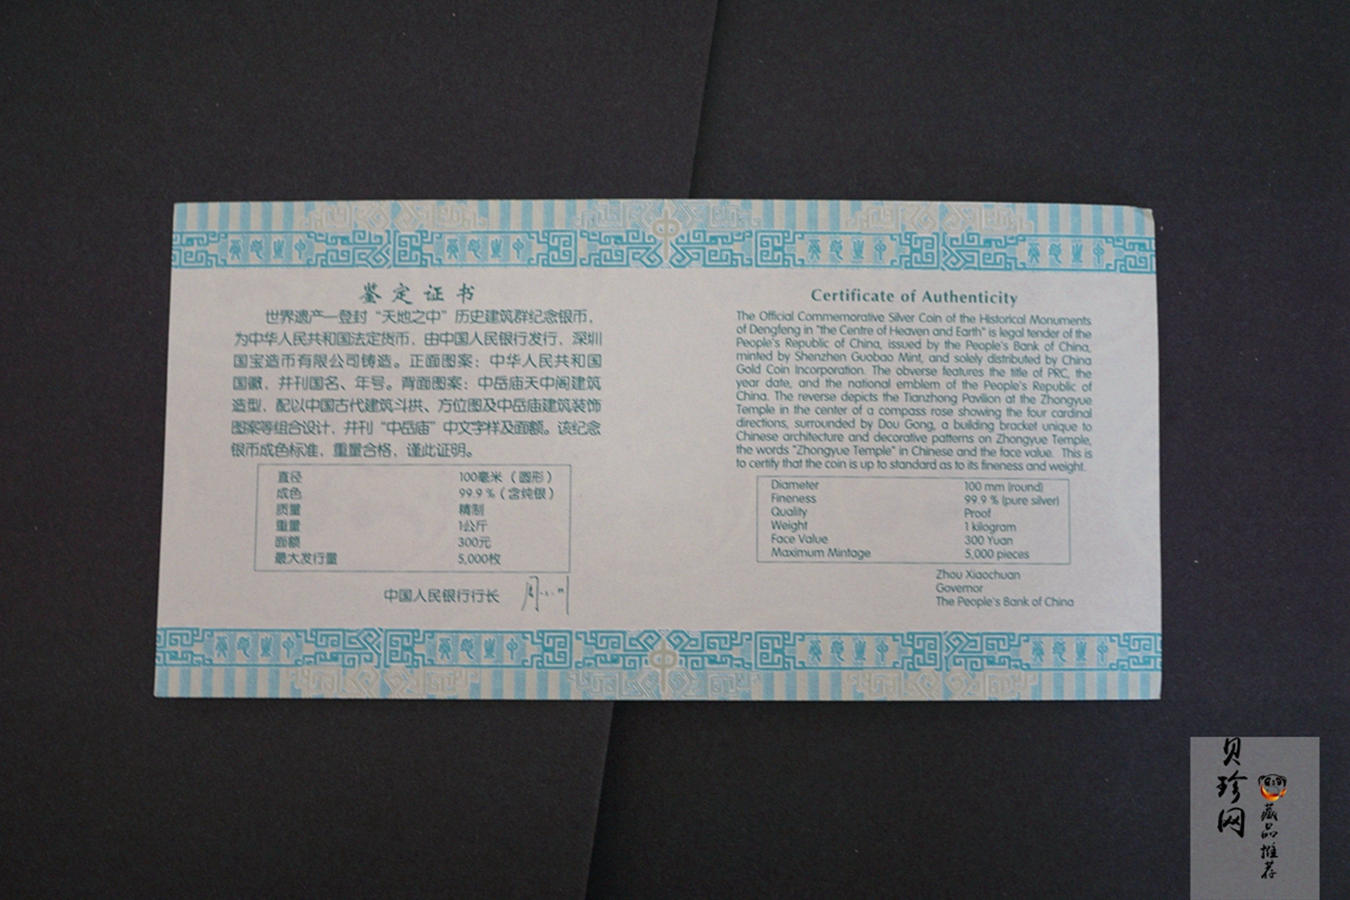 鉴定证书
世界遗产—登封“天地之中”历史建筑群纪念银币，
为中华人民共和国法定货币，由中国人民银行发行，深圳
国宝造币有限公司铸造。正面图案：中华人民共和国
国徽，并刊国名、年号。背面图案：中岳庙天中阁建筑
造型，配以中国古代建筑斗拱、方位图及中岳庙建筑装饰
图案等组合设计，并刊“中岳庙”中文字样及面额。该纪念
银币成色标准，重量合格，谨此证明。
直径 100毫米（圆形）
成色 99.9%（含纯银）
质量 精制
重量 1公斤
面额 300元
最大发行量 5,000枚
中国人民银行行长
Certificate of Authenticity
The Official Commemorative Silver Coin of the Historical Monuments
of Dengfeng in "the Centre of Heaven and Earth" is legal tender of the
People's Republic of China, issued by the People's Bank of China,
minted by Shenzhen Guobao Mint, and solely distributed by China
Gold Coin Incorporation. The obverse features the title of PRC, the
year date, and the national emblem of the People's Republic of
China. The reverse depicts the Tianzhong Pavilion at the Zhongyue
Temple in the center of a compass rose showing the four cardinal
directions, surrounded by Dou Gong, a building bracket unique to
Chinese architecture and decorative patterns on Zhongyue Temple,
the words "Zhongyue Temple" in Chinese and the face value. This is
to certify that the coin is up to standard as to its fineness and weight.
Diameter 100 mm (round)
Fineness 99.9 % (pure silver)
Quality Proof
Weight 1 kilogram
Face Value 300 Yuan
Maximum Mintage 5,000 pieces
Zhou Xiaochuan
Governor
The People's Bank of China
贝珍网
藏品推荐